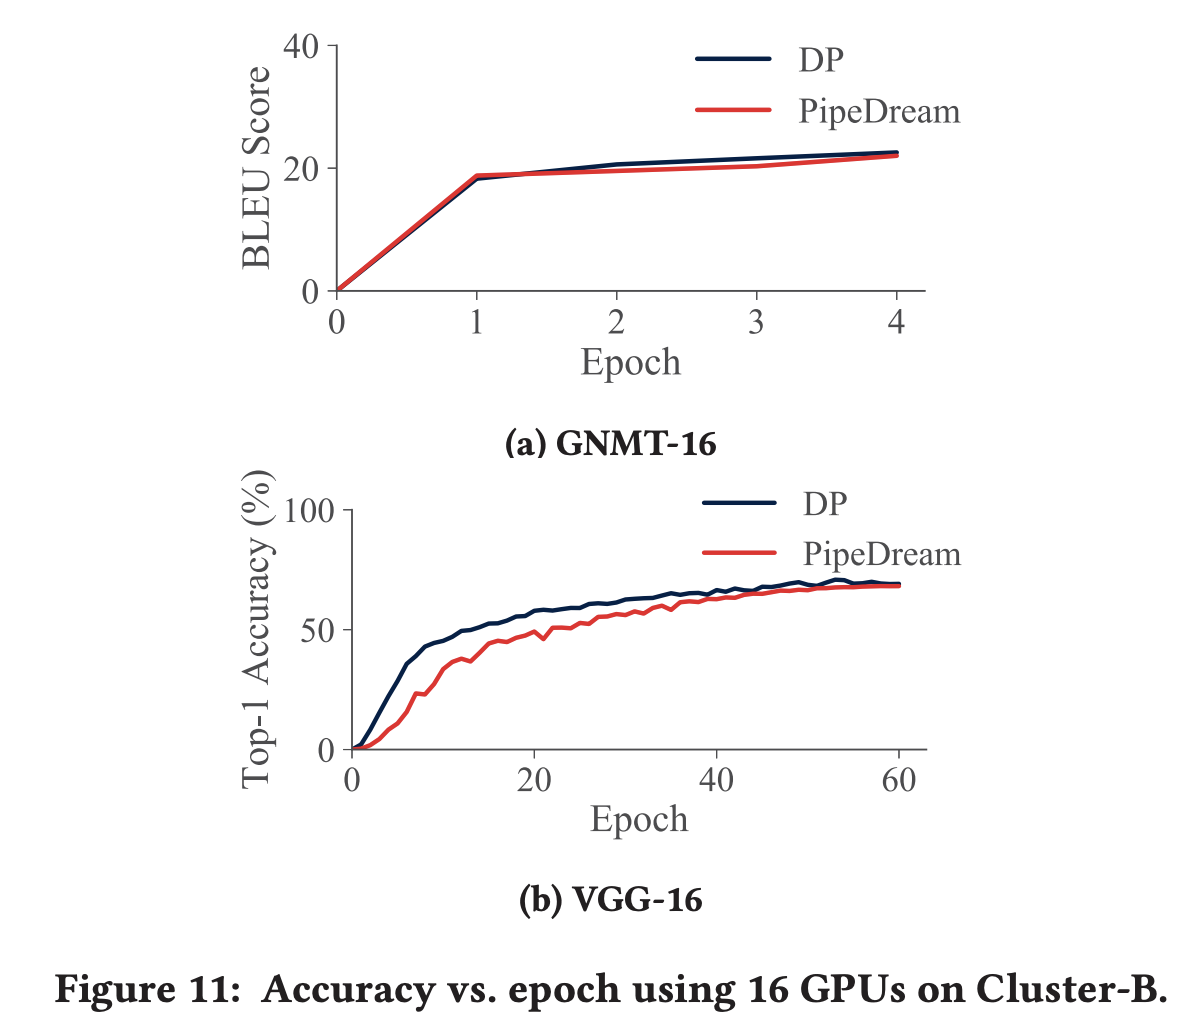 40
20
0
BLEU Score
DP
PipeDream
0 1 2 3 4
Epoch
(a) GNMT-16
100
50
0
Top-1 Accuracy (%)
DP
PipeDream
0 20 40 60
Epoch
(b) VGG-16
Figure 11: Accuracy vs. epoch using 16 GPUs on Cluster-B.